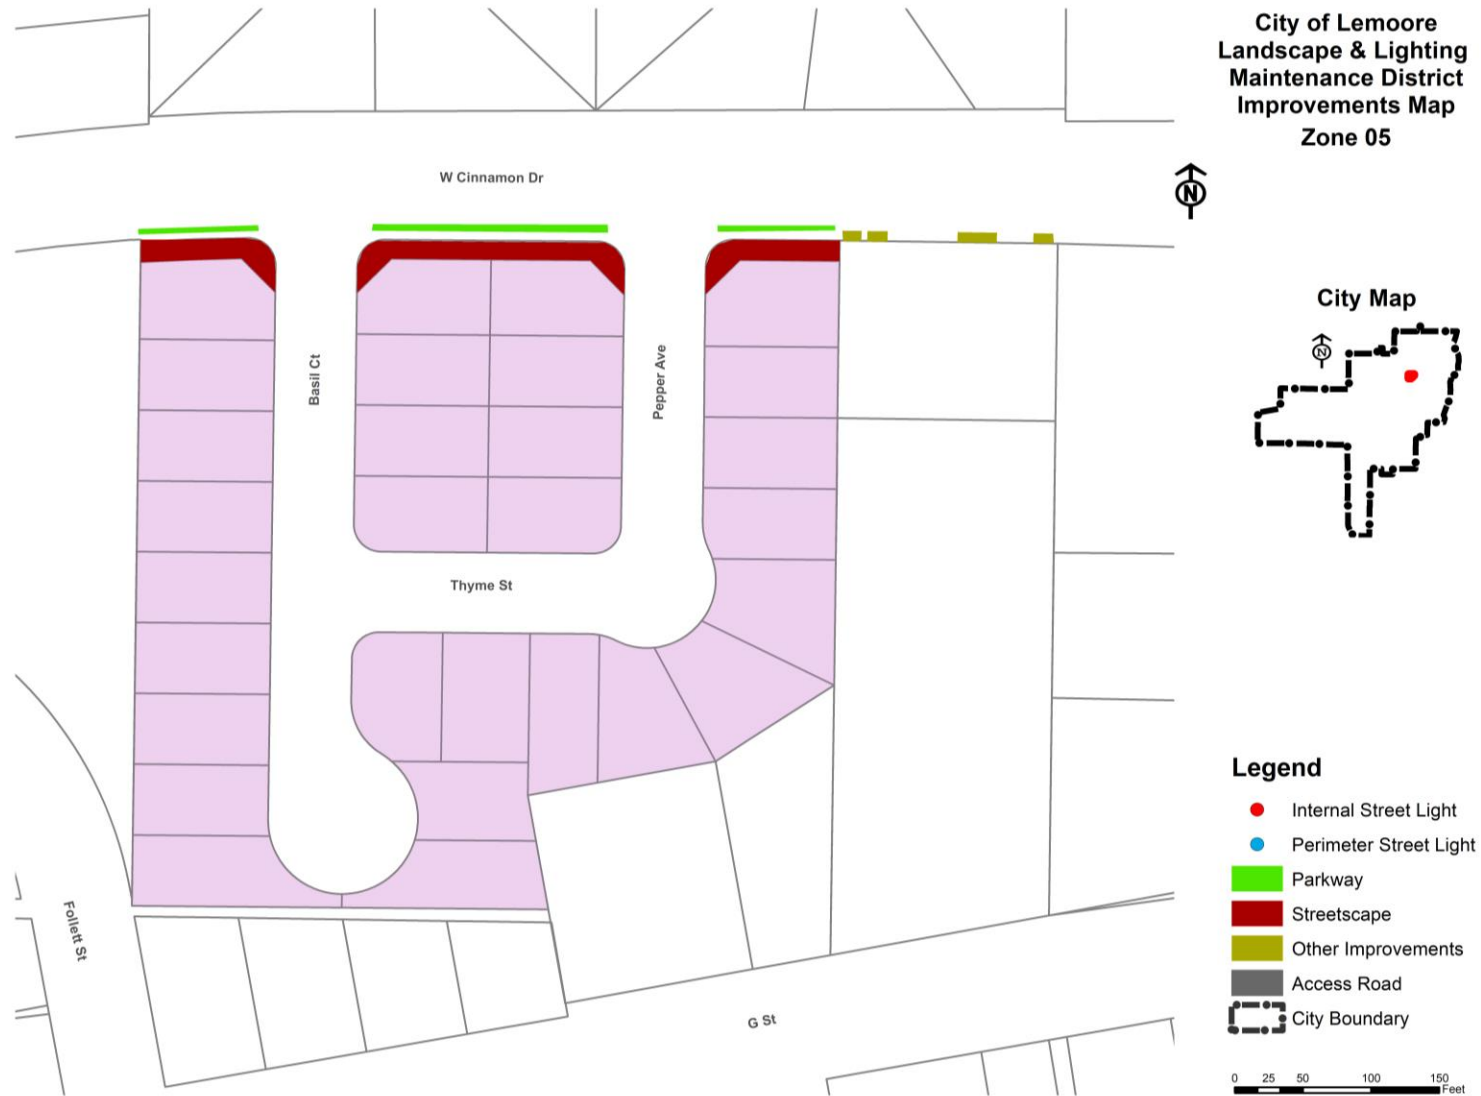 City of Lemoore
Landscape & Lighting
Maintenance District
Improvements Map
Zone 05
N
W Cinnamon Dr
Basil Ct
Pepper Ave
Thyme St
Follett St
G St
City Map
N
Legend
Internal Street Light
Perimeter Street Light
Parkway
Streetscape
Other Improvements
Access Road
City Boundary
0 25 50 100 150
Feet